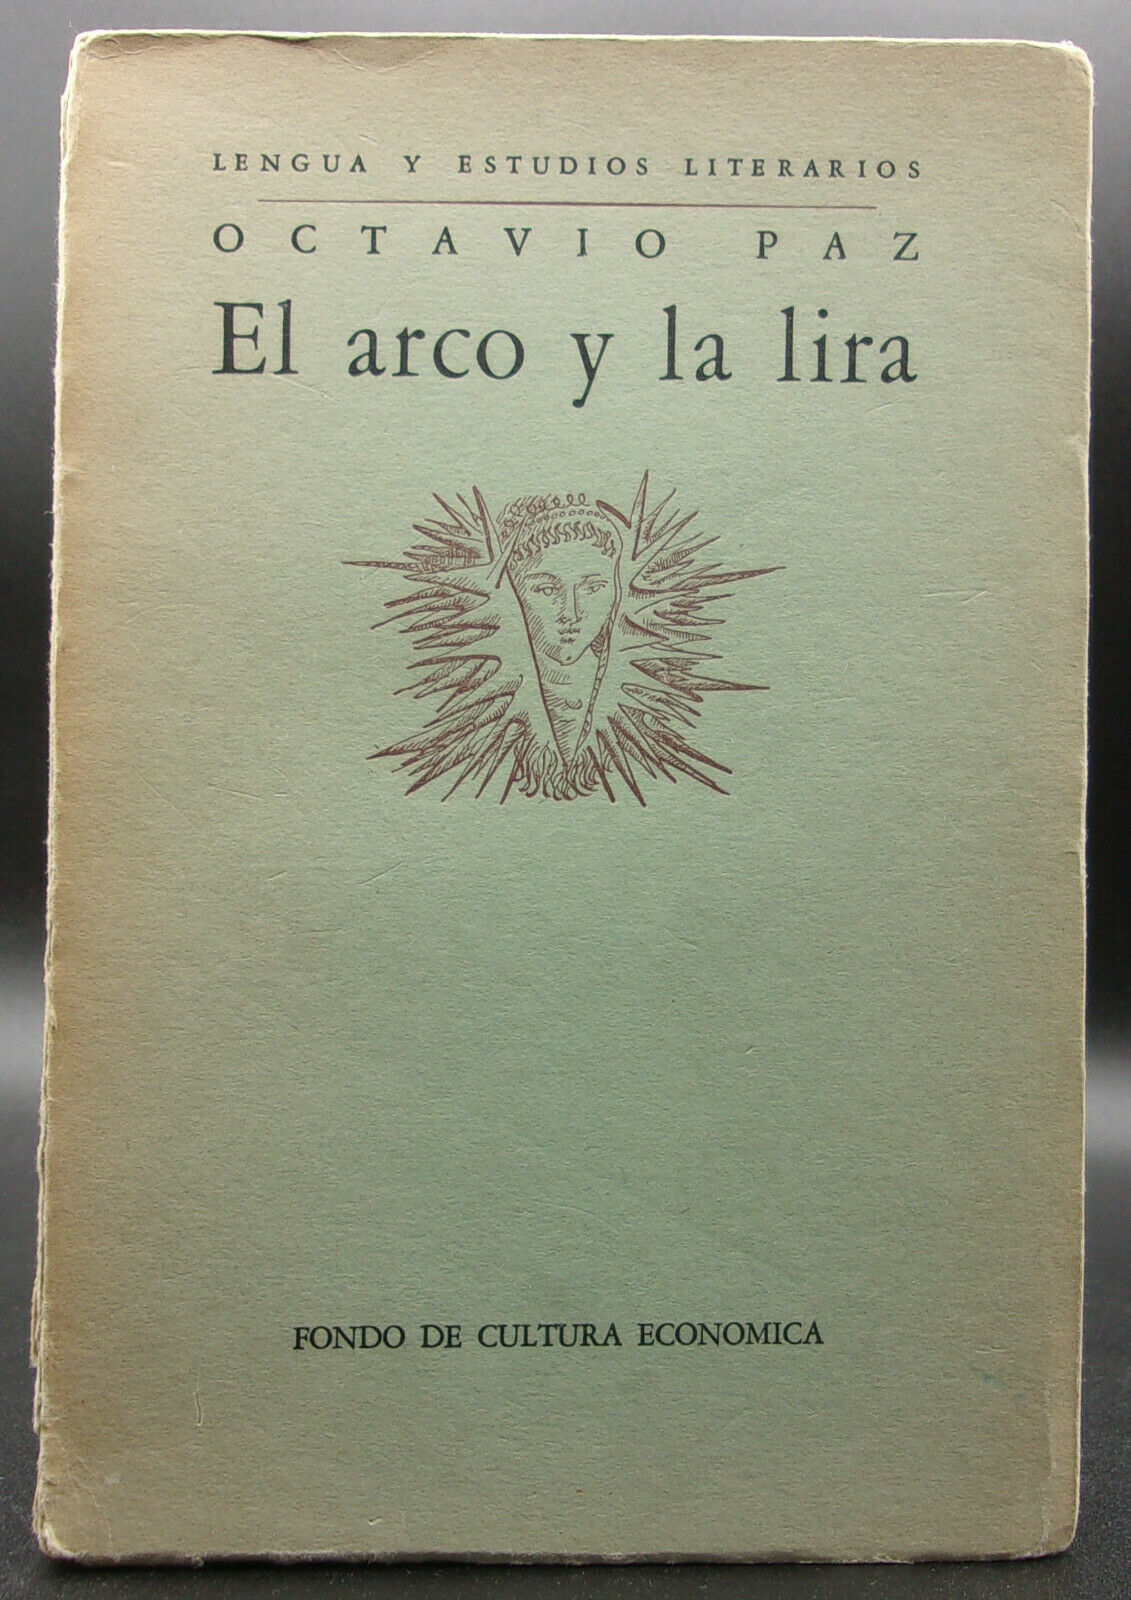 LENGUA Y ESTUDIOS LITERARIOS
OCTAVIO PAZ
El arco y la lira
FONDO DE CULTURA ECONOMICA